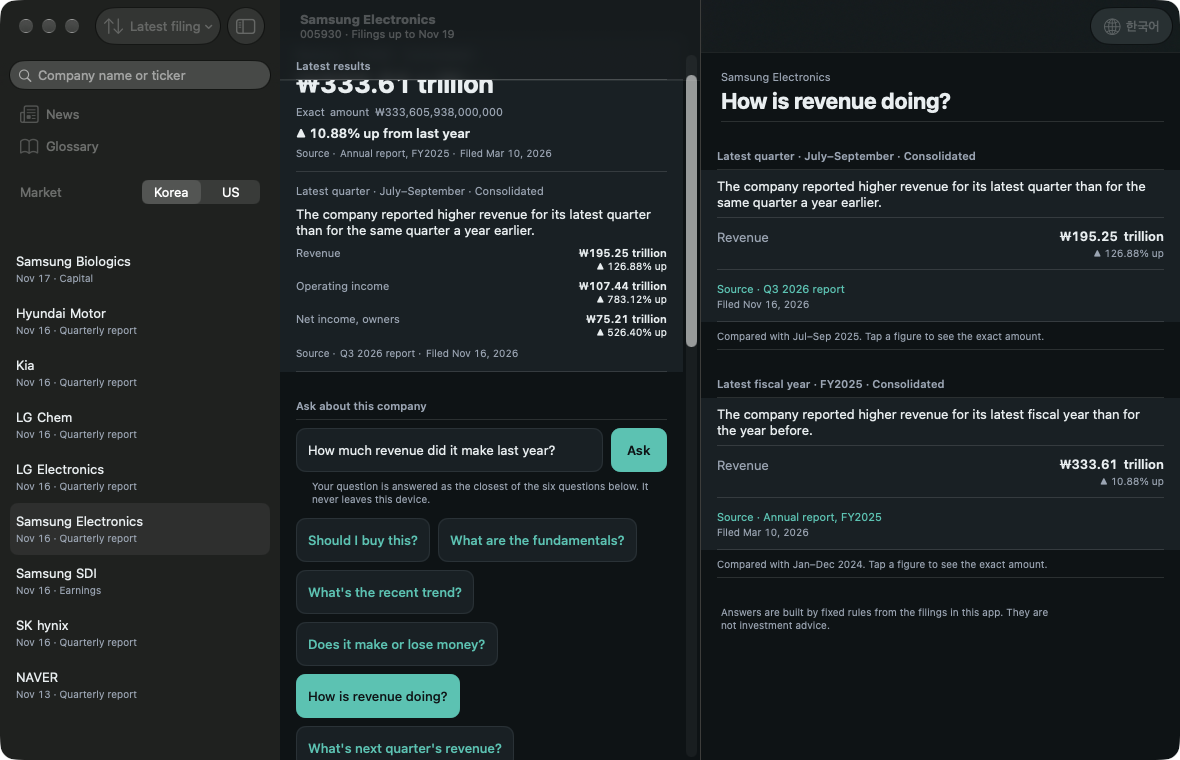 Latest filing
Company name or ticker
News
Glossary
Market
Korea
US
Samsung Biologics
Nov 17 · Capital
Hyundai Motor
Nov 16 · Quarterly report
Kia
Nov 16 · Quarterly report
LG Chem
Nov 16 · Quarterly report
LG Electronics
Nov 16 · Quarterly report
Samsung Electronics
Nov 16 · Quarterly report
Samsung SDI
Nov 16 · Earnings
SK hynix
Nov 16 · Quarterly report
NAVER
Nov 13 · Quarterly report
Samsung Electronics
005930 · Filings up to Nov 19
Latest results
₩333.61 trillion
Exact amount ₩333,605,938,000,000
▲ 10.88% up from last year
Source · Annual report, FY2025 · Filed Mar 10, 2026
Latest quarter · July–September · Consolidated
The company reported higher revenue for its latest quarter
than for the same quarter a year earlier.
Revenue ₩195.25 trillion
▲ 126.88% up
Operating income ₩107.44 trillion
▲ 783.12% up
Net income, owners ₩75.21 trillion
▲ 526.40% up
Source · Q3 2026 report · Filed Nov 16, 2026
Ask about this company
How much revenue did it make last year?
Ask
Your question is answered as the closest of the six questions below. It
never leaves this device.
Should I buy this?
What are the fundamentals?
What's the recent trend?
Does it make or lose money?
How is revenue doing?
What's next quarter's revenue?
한국어
Samsung Electronics
How is revenue doing?
Latest quarter · July–September · Consolidated
The company reported higher revenue for its latest quarter than for the
same quarter a year earlier.
Revenue ₩195.25 trillion
▲ 126.88% up
Source · Q3 2026 report
Filed Nov 16, 2026
Compared with Jul–Sep 2025. Tap a figure to see the exact amount.
Latest fiscal year · FY2025 · Consolidated
The company reported higher revenue for its latest fiscal year than for
the year before.
Revenue ₩333.61 trillion
▲ 10.88% up
Source · Annual report, FY2025
Filed Mar 10, 2026
Compared with Jan–Dec 2024. Tap a figure to see the exact amount.
Answers are built by fixed rules from the filings in this app. They are
not investment advice.